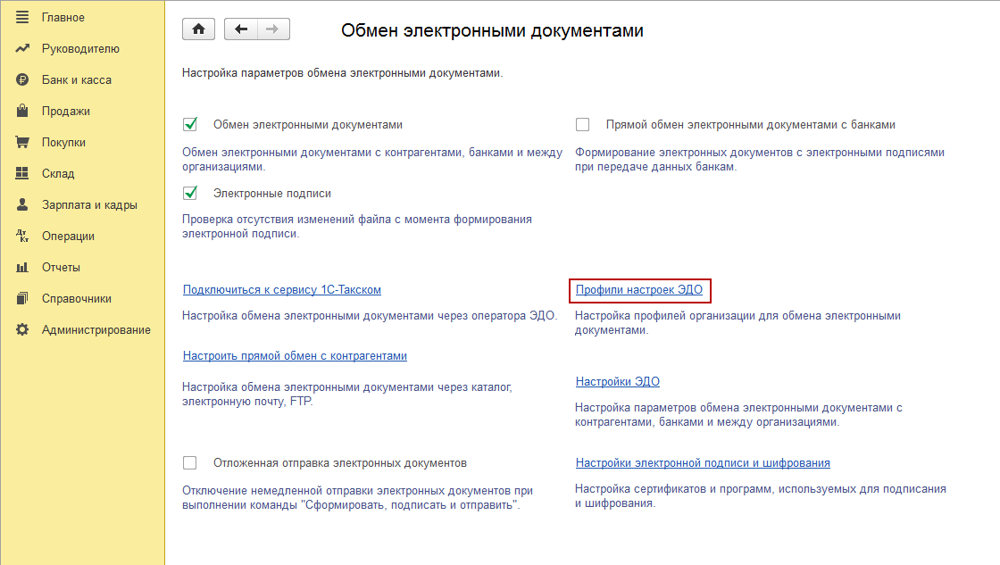 Главное
Руководителю
Банк и касса
Продажи
Покупки
Склад
Зарплата и кадры
Операции
Отчеты
Справочники
Администрирование
Обмен электронными документами
Настройка параметров обмена электронными документами.
Обмен электронными документами
Обмен электронными документами с контрагентами, банками и между
организациями.
Электронные подписи
Проверка отсутствия изменений файла с момента формирования
электронной подписи.
Прямой обмен электронными документами с банками
Формирование электронных документов с электронными подписями
при передаче данных банкам.
Подключиться к сервису 1С-Такском
Настройка обмена электронными документами через оператора ЭДО.
Настроить прямой обмен с контрагентами
Настройка обмена электронными документами через каталог,
электронную почту, FTP.
Отложенная отправка электронных документов
Отключение немедленной отправки электронных документов при
выполнении команды "Сформировать, подписать и отправить".
Профили настроек ЭДО
Настройка профилей организации для обмена электронными
документами.
Настройки ЭДО
Настройка параметров обмена электронными документами с
контрагентами, банками и между организациями.
Настройки электронной подписи и шифрования
Настройка сертификатов и программ, используемых для подписания
и шифрования.